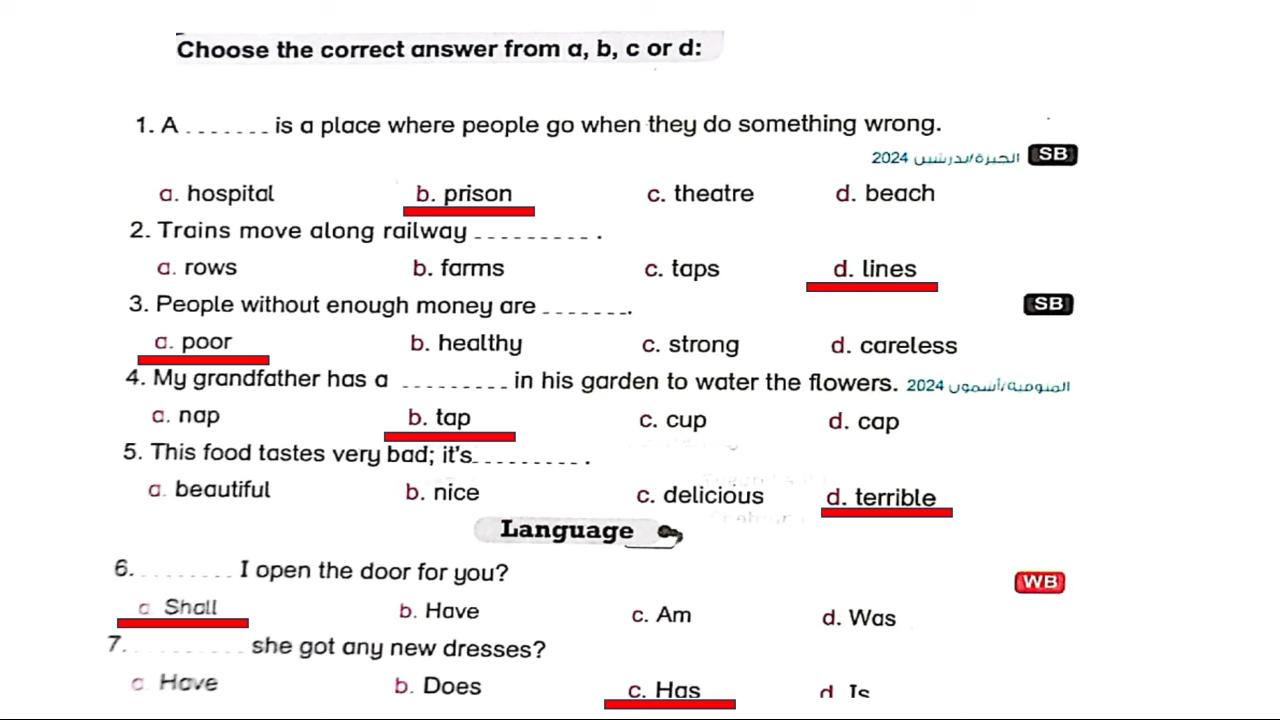 Choose the correct answer from a, b, c or d:
1. A ....... is a place where people go when they do something wrong.
الجيزة/بدرشين 2024 SB
a. hospital b. prison c. theatre d. beach
2. Trains move along railway ......... .
a. rows b. farms c. taps d. lines
3. People without enough money are ....... . SB
a. poor b. healthy c. strong d. careless
4. My grandfather has a ......... in his garden to water the flowers. المنوفية/أشمون 2024
a. nap b. tap c. cup d. cap
5. This food tastes very bad; it's ......... .
a. beautiful b. nice c. delicious d. terrible
Language
6. ........ I open the door for you? WB
a. Shall b. Have c. Am d. Was
7. ......... she got any new dresses?
a. Have b. Does c. Has d. Is